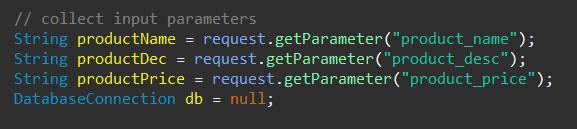 // collect input parameters
String productName = request.getParameter("product_name");
String productDec = request.getParameter("product_desc");
String productPrice = request.getParameter("product_price");
DatabaseConnection db = null;